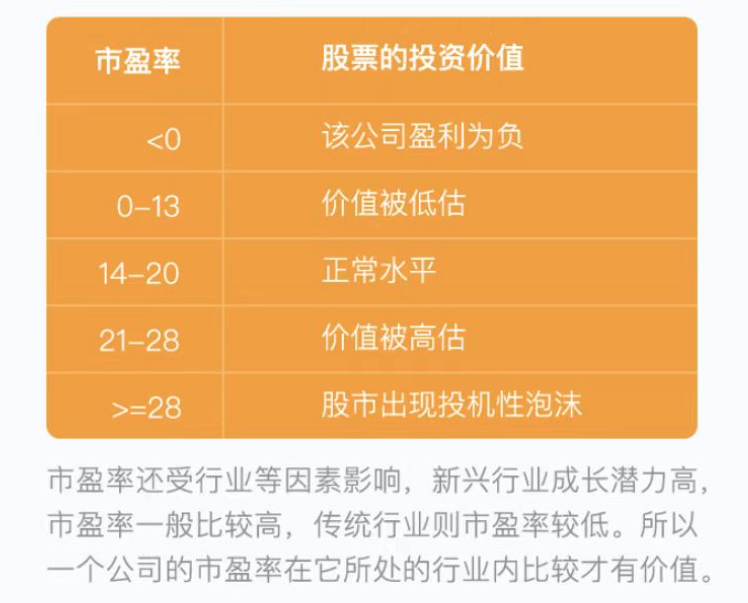 市盈率 股票的投资价值
<0 该公司盈利为负
0-13 价值被低估
14-20 正常水平
21-28 价值被高估
>=28 股市出现投机性泡沫
市盈率还受行业等因素影响，新兴行业成长潜力高，
市盈率一般比较高，传统行业则市盈率较低。所以
一个公司的市盈率在它所处的行业内比较才有价值。